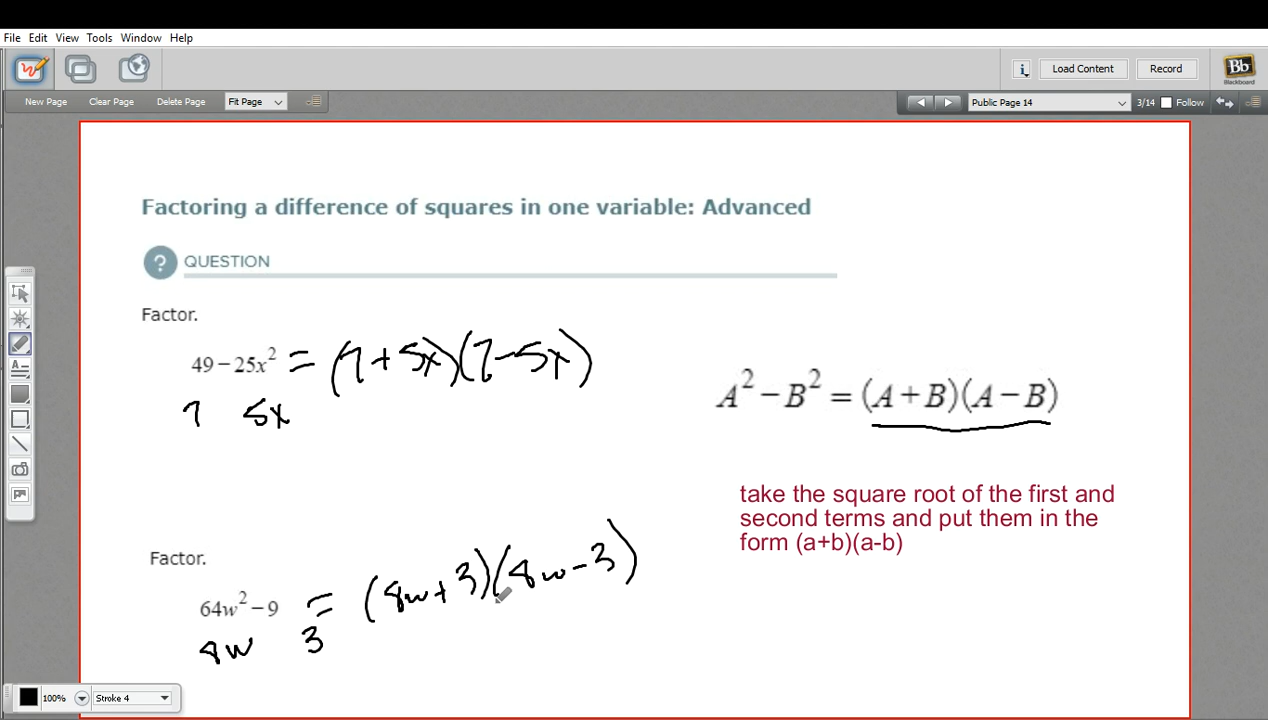 File Edit View Tools Window Help
i Load Content Record Bb Blackboard
New Page Clear Page Delete Page Fit Page Public Page 14 3/14 Follow
Factoring a difference of squares in one variable: Advanced
? QUESTION
Factor.
49 − 25x² = (7 + 5x)(7 − 5x)
7 5x
A² − B² = (A + B)(A − B)
take the square root of the first and
second terms and put them in the
form (a+b)(a-b)
Factor.
64w² − 9 = (8w + 3)(8w − 3)
8w 3
100% Stroke 4